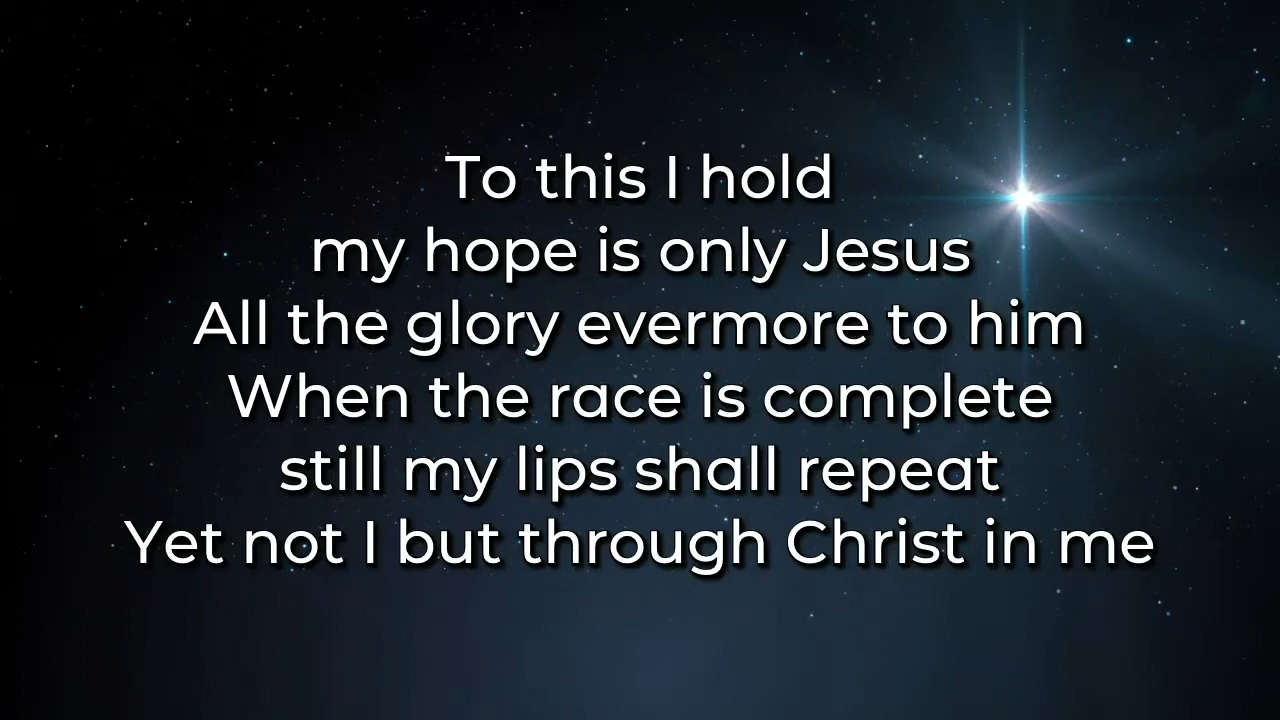 To this I hold
my hope is only Jesus
All the glory evermore to him
When the race is complete
still my lips shall repeat
Yet not I but through Christ in me